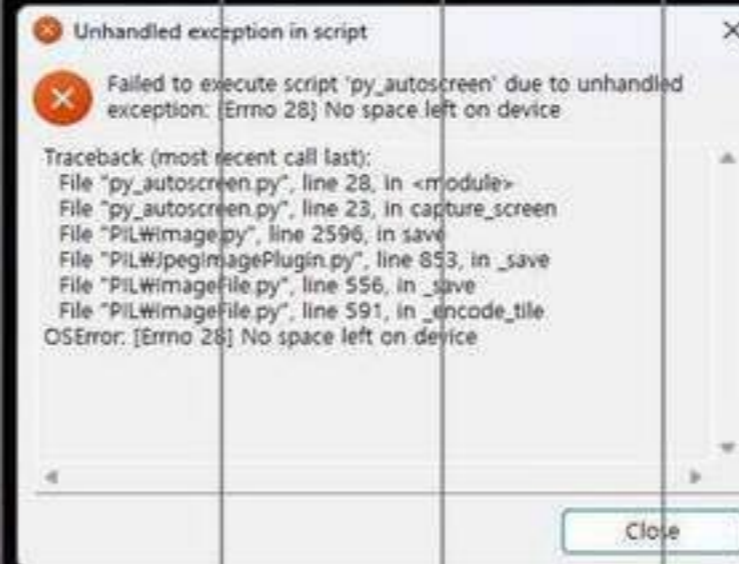 Unhandled exception in script
Failed to execute script 'py_autoscreen' due to unhandled
exception: [Errno 28] No space left on device
Traceback (most recent call last):
File "py_autoscreen.py", line 28, in <module>
File "py_autoscreen.py", line 23, in capture_screen
File "PIL₩Image.py", line 2596, in save
File "PIL₩JpegImagePlugin.py", line 853, in _save
File "PIL₩ImageFile.py", line 556, in _save
File "PIL₩ImageFile.py", line 591, in _encode_tile
OSError: [Errno 28] No space left on device
Close